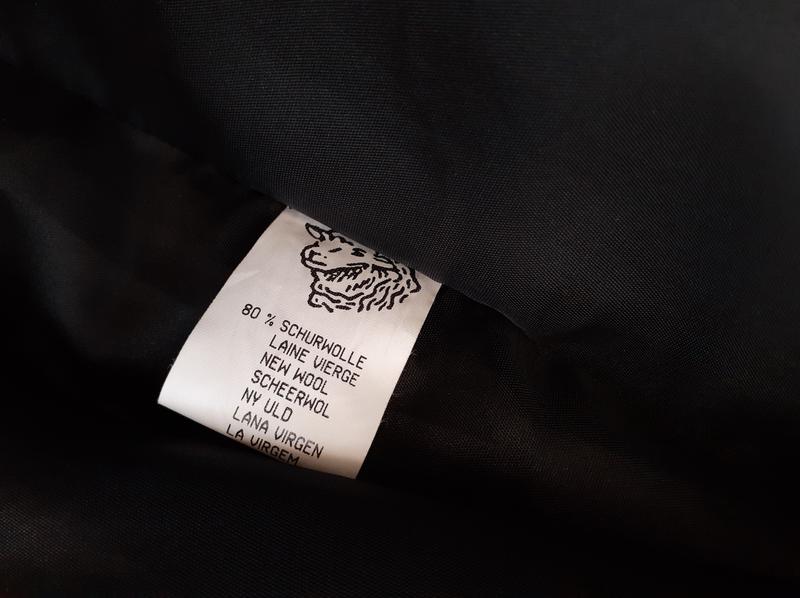 80 % SCHURWOLLE
LAINE VIERGE
NEW WOOL
SCHEERWOL
NY ULD
LANA VIRGEN
LA VIRGEM